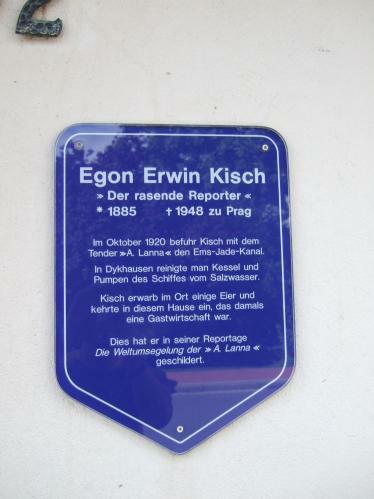 2
Egon Erwin Kisch
» Der rasende Reporter «
* 1885 † 1948 zu Prag
Im Oktober 1920 befuhr Kisch mit dem
Tender »A. Lanna« den Ems-Jade-Kanal.
In Dykhausen reinigte man Kessel und
Pumpen des Schiffes vom Salzwasser.
Kisch erwarb im Ort einige Eier und
kehrte in diesem Hause ein, das damals
eine Gastwirtschaft war.
Dies hat er in seiner Reportage
Die Weltumsegelung der » A. Lanna «
geschildert.